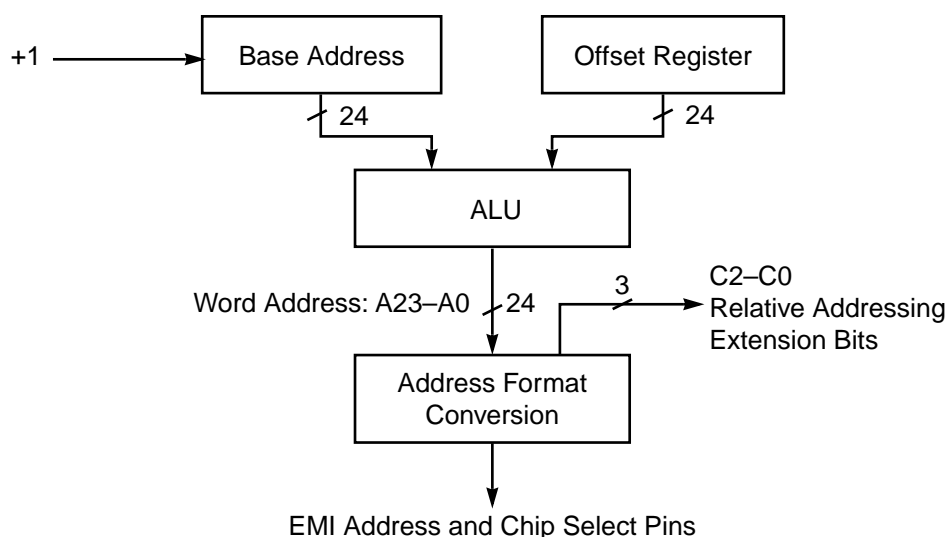 +1
Base Address
Offset Register
24
24
ALU
Word Address: A23–A0
24
3
C2–C0
Relative Addressing
Extension Bits
Address Format
Conversion
EMI Address and Chip Select Pins